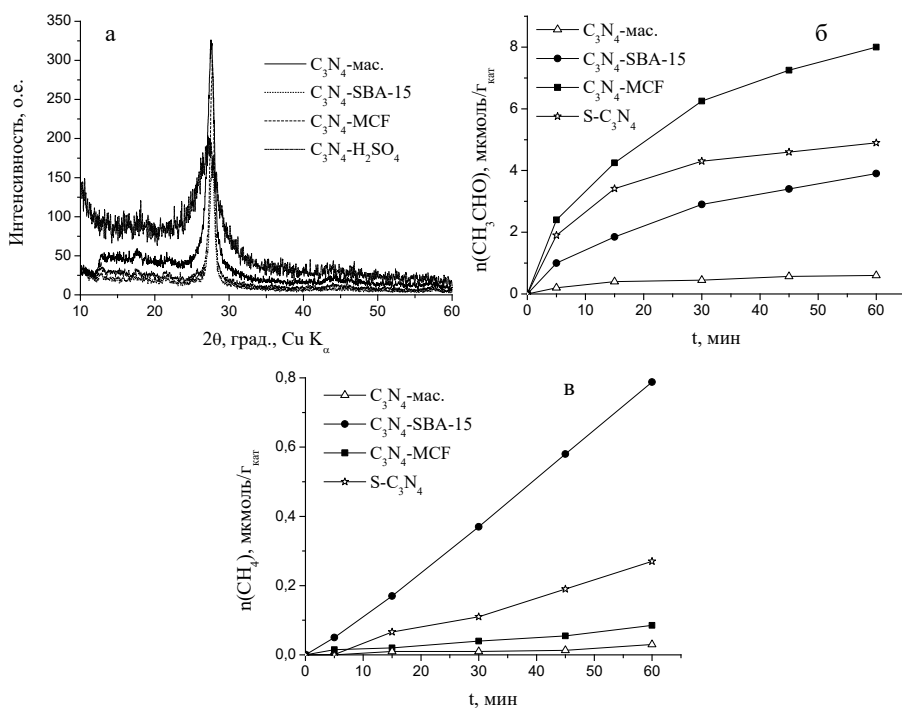 а
350
300
250
200
150
100
50
0
Интенсивность, о.е.
C₃N₄-мас.
C₃N₄-SBA-15
C₃N₄-MCF
C₃N₄-H₂SO₄
10 20 30 40 50 60
2θ, град., Cu Kα
б
8
6
4
2
0
n(CH₃CHO), мкмоль/гкат
C₃N₄-мас.
C₃N₄-SBA-15
C₃N₄-MCF
S-C₃N₄
0 10 20 30 40 50 60
t, мин
в
0,8
0,6
0,4
0,2
0,0
n(CH₄), мкмоль/гкат
C₃N₄-мас.
C₃N₄-SBA-15
C₃N₄-MCF
S-C₃N₄
0 10 20 30 40 50 60
t, мин